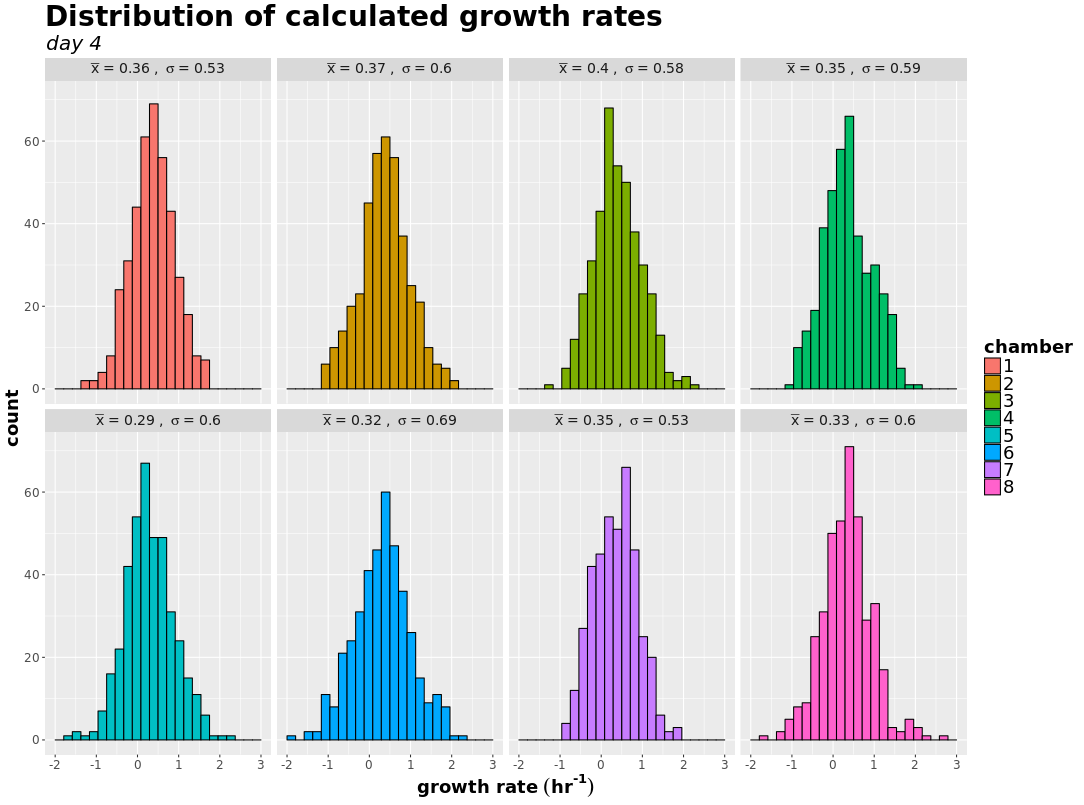 Distribution of calculated growth rates
day 4
x̅ = 0.36 , σ = 0.53
x̅ = 0.37 , σ = 0.6
x̅ = 0.4 , σ = 0.58
x̅ = 0.35 , σ = 0.59
60
40
20
0
x̅ = 0.29 , σ = 0.6
x̅ = 0.32 , σ = 0.69
x̅ = 0.35 , σ = 0.53
x̅ = 0.33 , σ = 0.6
60
40
20
0
-2 -1 0 1 2 3
-2 -1 0 1 2 3
-2 -1 0 1 2 3
-2 -1 0 1 2 3
count
growth rate (hr⁻¹)
chamber
1
2
3
4
5
6
7
8